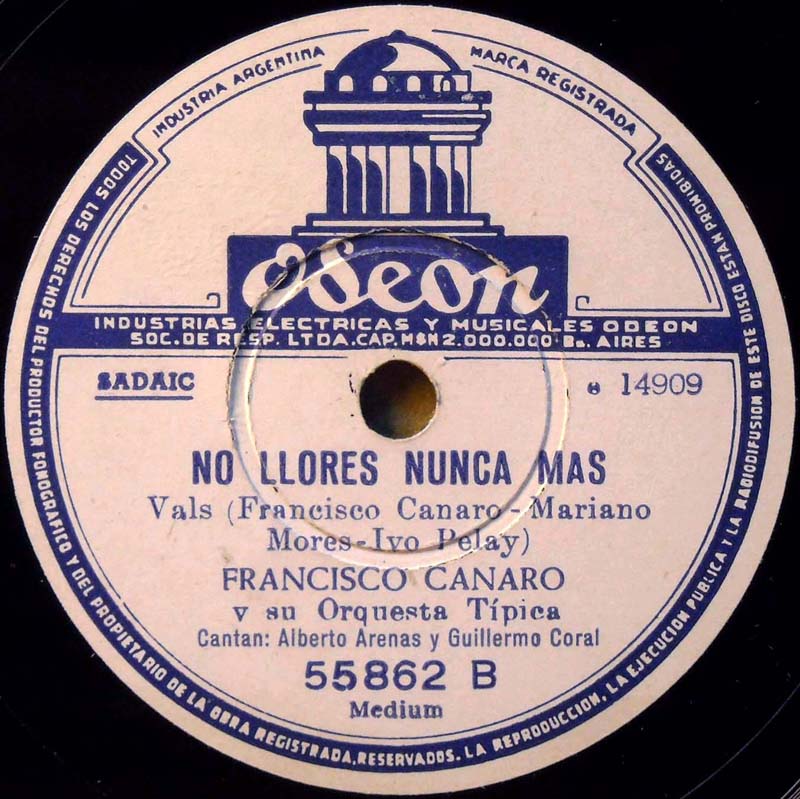 INDUSTRIA ARGENTINA
MARCA REGISTRADA
Odeon
INDUSTRIAS ELECTRICAS Y MUSICALES ODEON
SOC. DE RESP. LTDA. CAP. M$N 2.000.000 Bs. AIRES
SADAIC
14909
NO LLORES NUNCA MAS
Vals (Francisco Canaro - Mariano
Mores - Ivo Pelay)
FRANCISCO CANARO
y su Orquesta Típica
Cantan: Alberto Arenas y Guillermo Coral
55862 B
Medium
TODOS LOS DERECHOS DEL PRODUCTOR FONOGRAFICO Y DEL PROPIETARIO DE LA OBRA REGISTRADA, RESERVADOS. LA REPRODUCCION, LA EJECUCION PUBLICA Y LA RADIODIFUSION DE ESTE DISCO ESTAN PROHIBIDAS